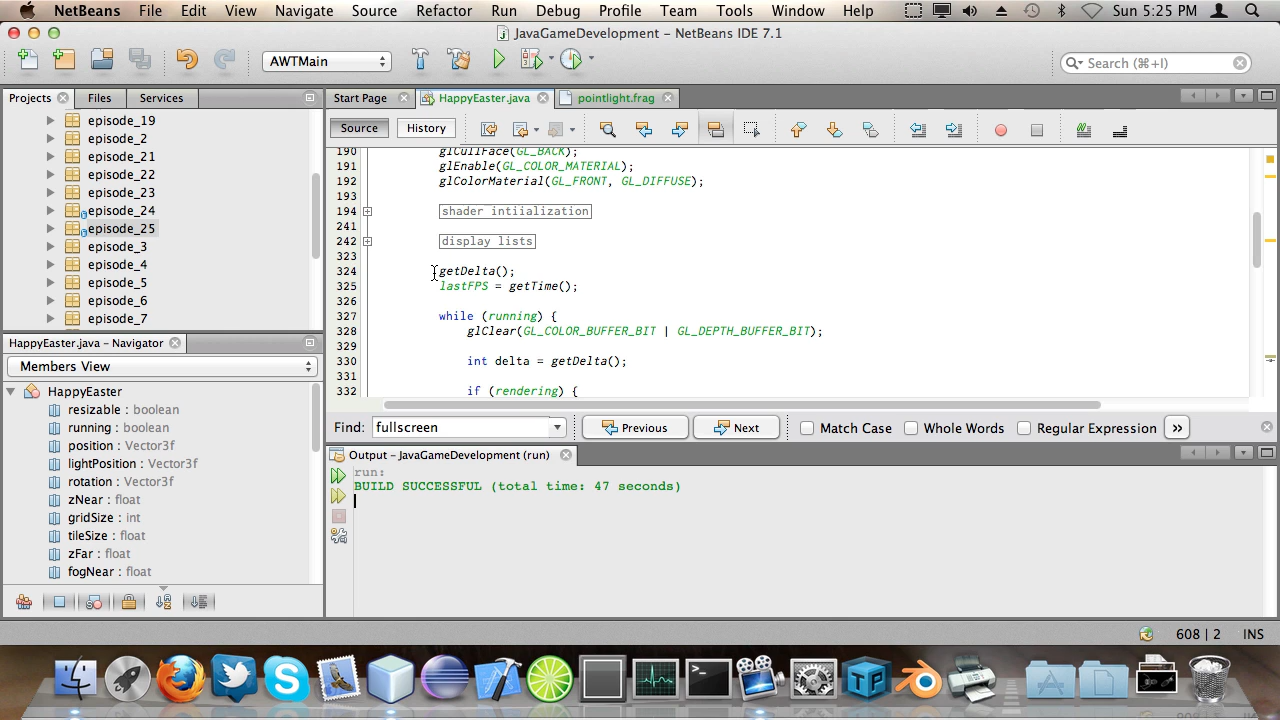 NetBeans File Edit View Navigate Source Refactor Run Debug Profile Team Tools Window Help Sun 5:25 PM
JavaGameDevelopment – NetBeans IDE 7.1
AWTMain
Search (⌘+I)
Projects Files Services
episode_19
episode_2
episode_21
episode_22
episode_23
episode_24
episode_25
episode_3
episode_4
episode_5
episode_6
episode_7
HappyEaster.java – Navigator
Members View
HappyEaster
resizable : boolean
running : boolean
position : Vector3f
lightPosition : Vector3f
rotation : Vector3f
zNear : float
gridSize : int
tileSize : float
zFar : float
fogNear : float
Start Page HappyEaster.java pointlight.frag
Source History
190 glCullFace(GL_BACK);
191 glEnable(GL_COLOR_MATERIAL);
192 glColorMaterial(GL_FRONT, GL_DIFFUSE);
193
194 shader intiialization
241
242 display lists
323
324 getDelta();
325 lastFPS = getTime();
326
327 while (running) {
328 glClear(GL_COLOR_BUFFER_BIT | GL_DEPTH_BUFFER_BIT);
329
330 int delta = getDelta();
331
332 if (rendering) {
Find: fullscreen Previous Next Match Case Whole Words Regular Expression »
Output – JavaGameDevelopment (run)
run:
BUILD SUCCESSFUL (total time: 47 seconds)
608 | 2 INS